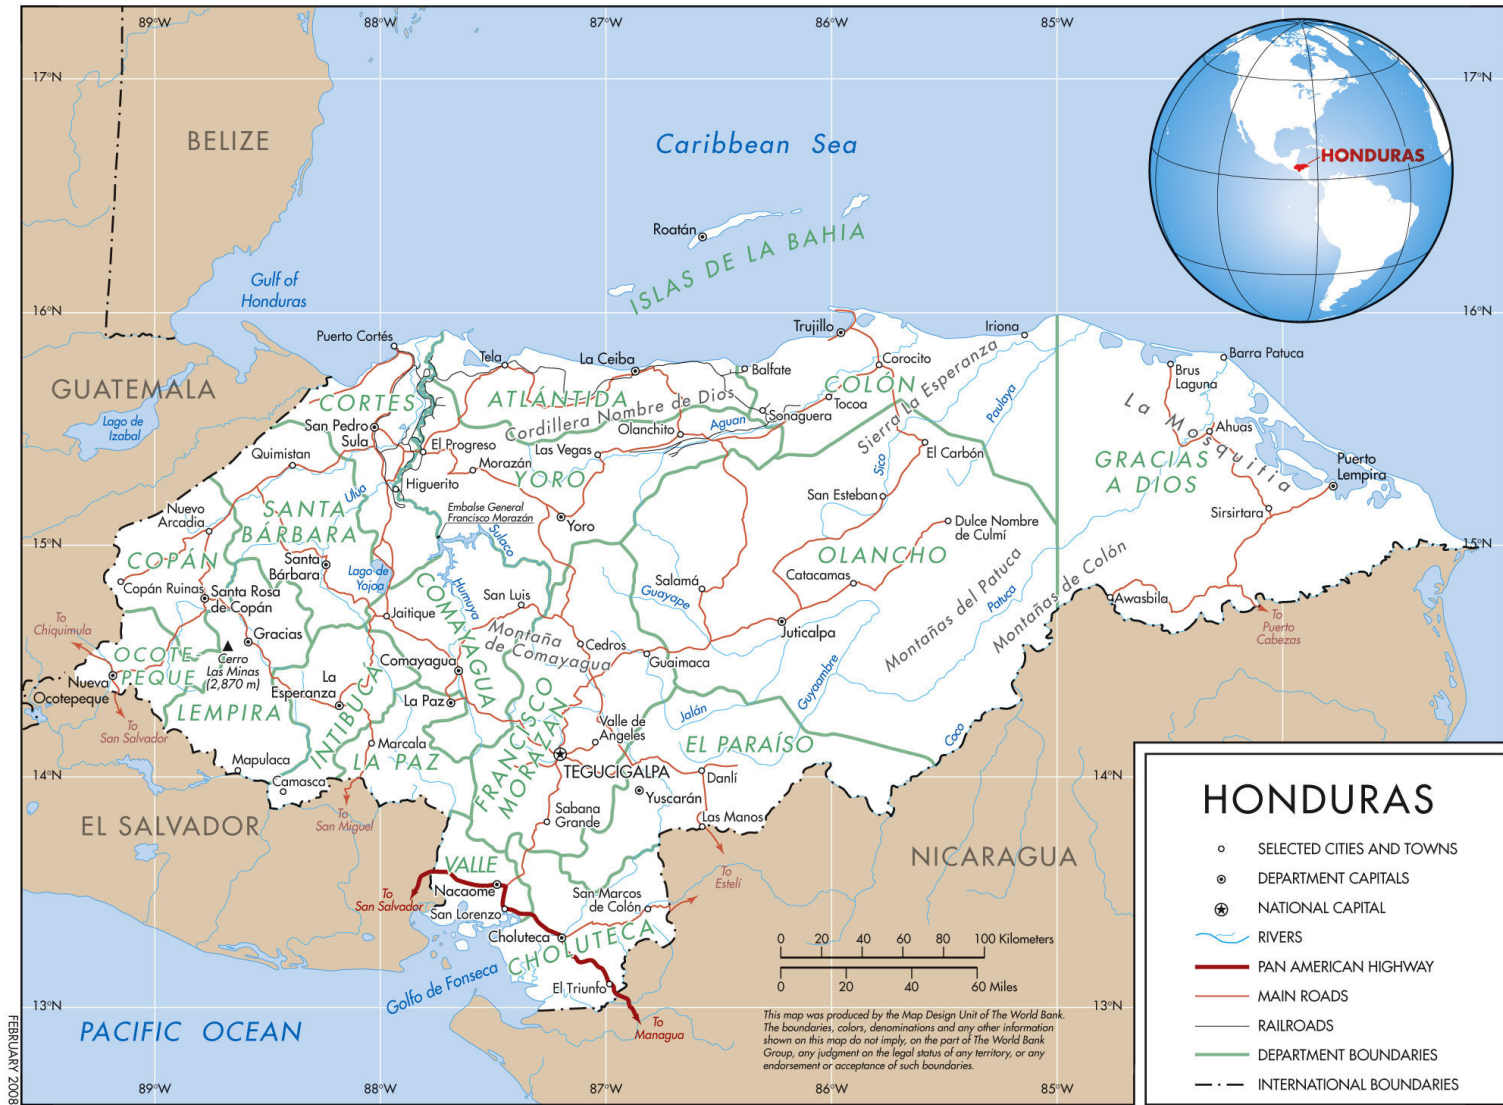 89°W
88°W
87°W
86°W
85°W
17°N
17°N
BELIZE
Caribbean Sea
HONDURAS
Roatán
ISLAS DE LA BAHIA
Gulf of
Honduras
16°N
16°N
Puerto Cortés
Tela
La Ceiba
Trujillo
Iriona
Balfate
Corocito
Barra Patuca
Brus
Laguna
GUATEMALA
Lago de
Izabal
CORTES
ATLÁNTIDA
COLÓN
Cordillera Nombre de Dios
Sierra La Esperanza
Paulaya
La Mosquitia
San Pedro
Sula
Tocoa
Sonaguera
Olanchito
Aguan
Ahuas
Quimistan
El Progreso
Las Vegas
Morazán
YORO
Sico
El Carbón
GRACIAS
A DIOS
Puerto
Lempira
Ulúa
Higuerito
San Esteban
Sirsirtara
Nuevo
Arcadia
SANTA
BÁRBARA
Embalse General
Francisco Morazán
Yoro
Sulaco
Dulce Nombre
de Culmí
15°N
15°N
COPÁN
Santa
Bárbara
Lago de
Yojoa
COMAYAGUA
Humuya
OLANCHO
Catacamas
Salamá
Guayape
Montañas del Patuca
Patuca
Montañas de Colón
Awasbila
Copán Ruinas
Santa Rosa
de Copán
San Luis
Jaitique
Juticalpa
To
Chiquimula
To
Puerto
Cabezas
Gracias
Montaña
de Comayagua
Cedros
Guaimaca
OCOTE-
PEQUE
Cerro
Las Minas
(2,870 m)
Comayagua
Nueva
Ocotepeque
La
Esperanza
La Paz
FRANCISCO
MORAZÁN
Guyaambre
LEMPIRA
INTIBUCÁ
Jalán
To
San Salvador
Valle de
Angeles
Coco
EL PARAÍSO
Marcala
LA PAZ
Mapulaca
TEGUCIGALPA
Danlí
14°N
14°N
Camasca
Yuscarán
To
San Miguel
Sabana
Grande
Las Manos
EL SALVADOR
NICARAGUA
VALLE
To
Estelí
To
San Salvador
Nacaome
San Marcos
de Colón
San Lorenzo
Choluteca
CHOLUTECA
Golfo de Fonseca
El Triunfo
13°N
13°N
PACIFIC OCEAN
To
Managua
0 20 40 60 80 100 Kilometers
0 20 40 60 Miles
This map was produced by the Map Design Unit of The World Bank.
The boundaries, colors, denominations and any other information
shown on this map do not imply, on the part of The World Bank
Group, any judgment on the legal status of any territory, or any
endorsement or acceptance of such boundaries.
HONDURAS
SELECTED CITIES AND TOWNS
DEPARTMENT CAPITALS
NATIONAL CAPITAL
RIVERS
PAN AMERICAN HIGHWAY
MAIN ROADS
RAILROADS
DEPARTMENT BOUNDARIES
INTERNATIONAL BOUNDARIES
89°W
88°W
87°W
86°W
85°W
FEBRUARY 2008